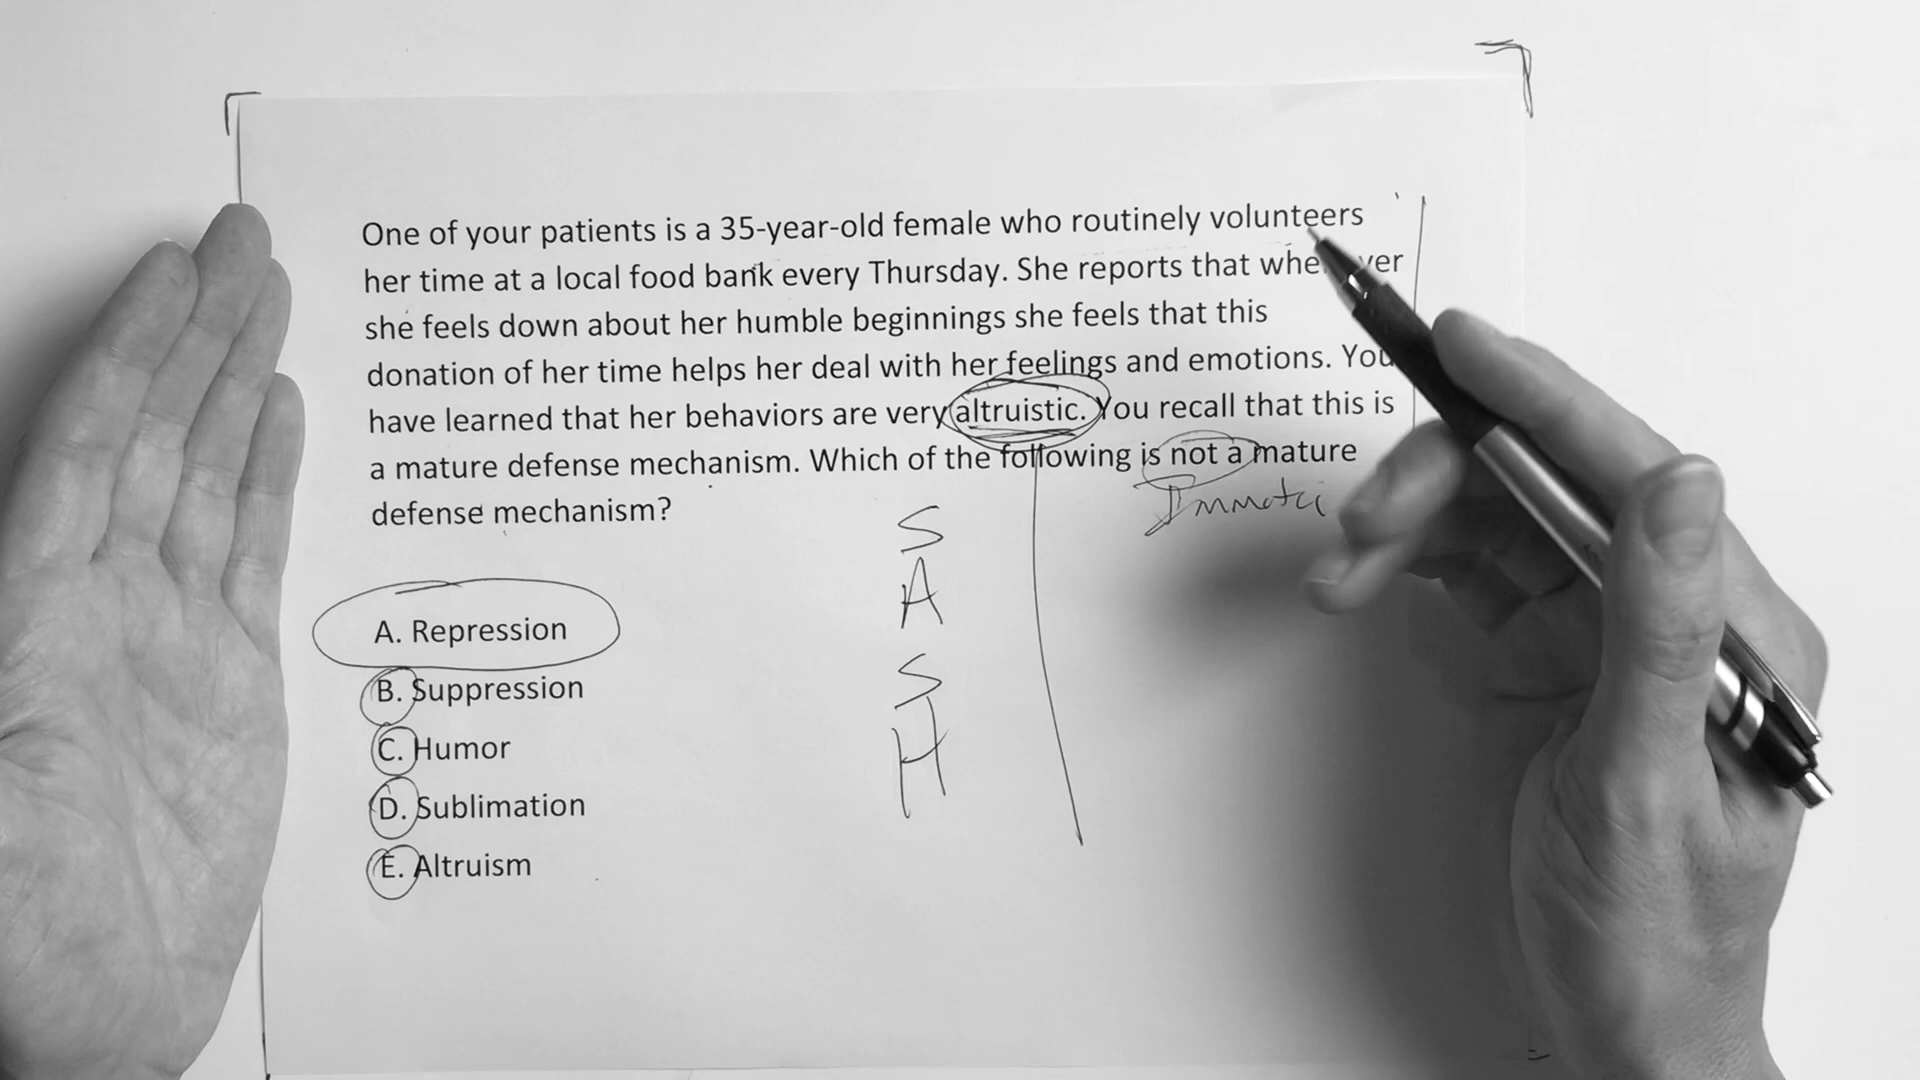 One of your patients is a 35-year-old female who routinely volunteers
her time at a local food bank every Thursday. She reports that
she feels down about her humble beginnings she feels that this
donation of her time helps her deal with her feelings and emotions. You
have learned that her behaviors are very altruistic. You recall that this is
a mature defense mechanism. Which of the following is not a mature
defense mechanism?
S
A
S
H
A. Repression
B. Suppression
C. Humor
D. Sublimation
E. Altruism